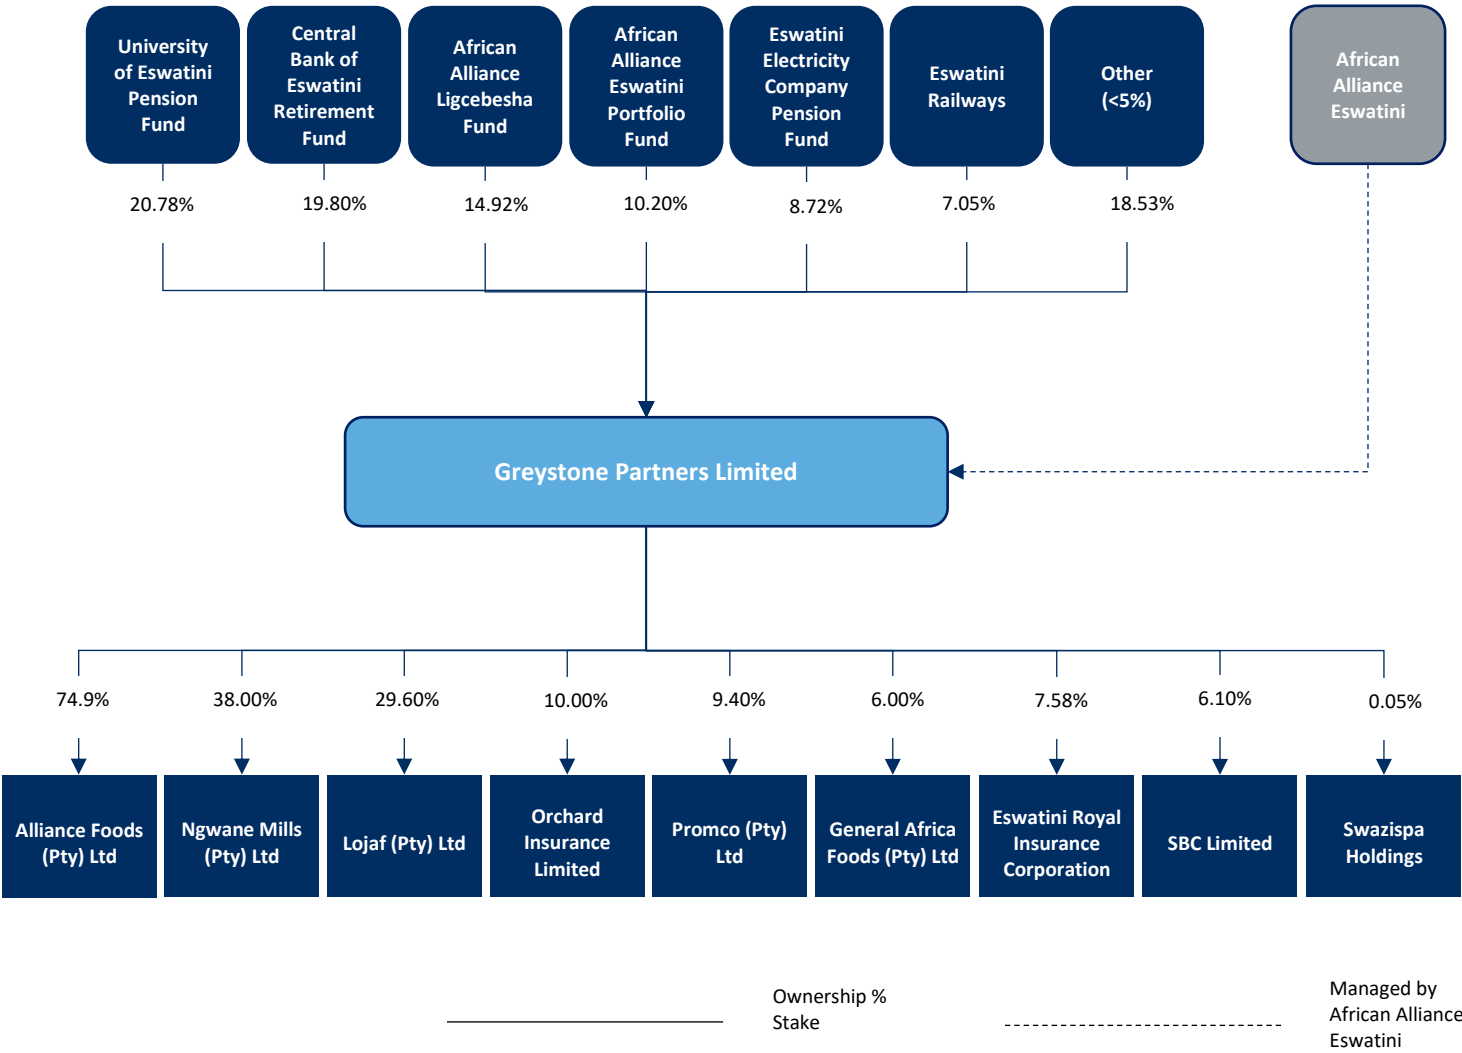 University
of Eswatini
Pension
Fund
Central
Bank of
Eswatini
Retirement
Fund
African
Alliance
Ligcebesha
Fund
African
Alliance
Eswatini
Portfolio
Fund
Eswatini
Electricity
Company
Pension
Fund
Eswatini
Railways
Other
(<5%)
African
Alliance
Eswatini
20.78%
19.80%
14.92%
10.20%
8.72%
7.05%
18.53%
Greystone Partners Limited
74.9%
38.00%
29.60%
10.00%
9.40%
6.00%
7.58%
6.10%
0.05%
Alliance Foods
(Pty) Ltd
Ngwane Mills
(Pty) Ltd
Lojaf (Pty) Ltd
Orchard
Insurance
Limited
Promco (Pty)
Ltd
General Africa
Foods (Pty) Ltd
Eswatini Royal
Insurance
Corporation
SBC Limited
Swazispa
Holdings
Ownership %
Stake
Managed by
African Alliance
Eswatini